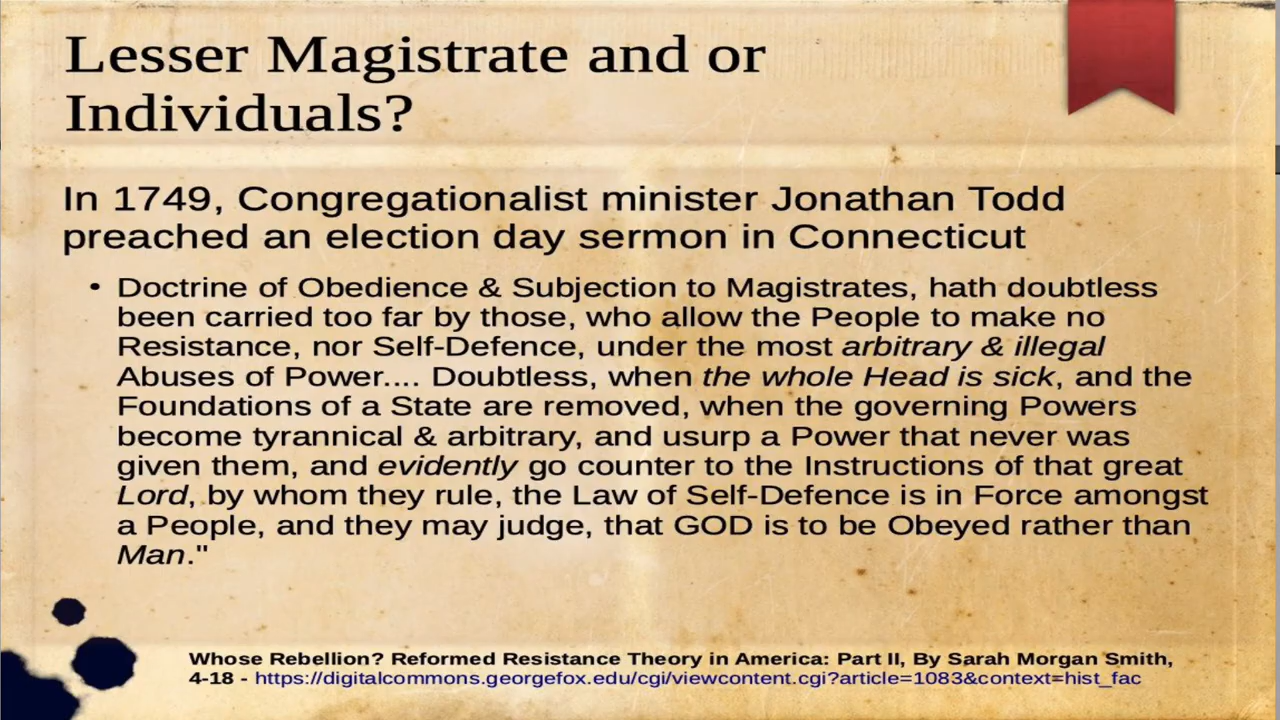 Lesser Magistrate and or
Individuals?
In 1749, Congregationalist minister Jonathan Todd
preached an election day sermon in Connecticut
• Doctrine of Obedience & Subjection to Magistrates, hath doubtless
been carried too far by those, who allow the People to make no
Resistance, nor Self-Defence, under the most arbitrary & illegal
Abuses of Power.... Doubtless, when the whole Head is sick, and the
Foundations of a State are removed, when the governing Powers
become tyrannical & arbitrary, and usurp a Power that never was
given them, and evidently go counter to the Instructions of that great
Lord, by whom they rule, the Law of Self-Defence is in Force amongst
a People, and they may judge, that GOD is to be Obeyed rather than
Man."
Whose Rebellion? Reformed Resistance Theory in America: Part II, By Sarah Morgan Smith,
4-18 - https://digitalcommons.georgefox.edu/cgi/viewcontent.cgi?article=1083&context=hist_fac